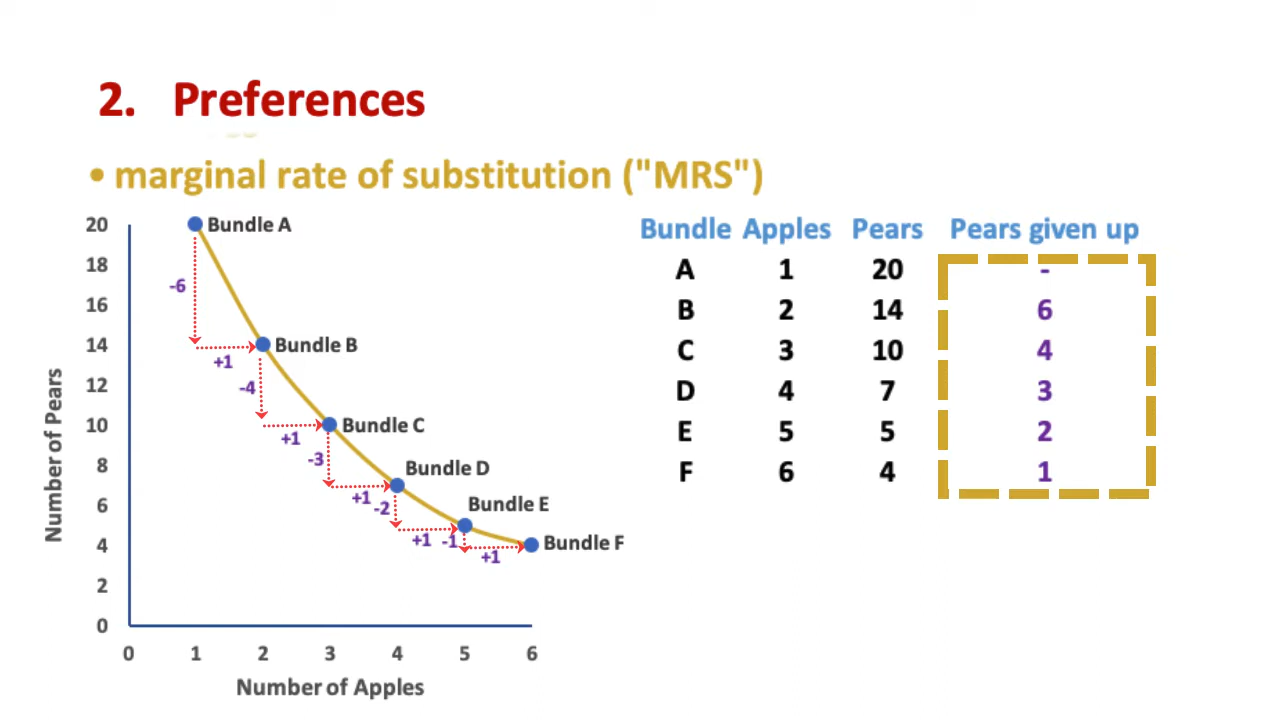 2. Preferences
• marginal rate of substitution ("MRS")
Bundle Apples Pears Pears given up
A 1 20 -
B 2 14 6
C 3 10 4
D 4 7 3
E 5 5 2
F 6 4 1
Number of Pears
20
18
16
14
12
10
8
6
4
2
0
Bundle A
-6
+1
Bundle B
-4
+1
Bundle C
-3
+1
Bundle D
-2
+1
Bundle E
-1
+1
Bundle F
0 1 2 3 4 5 6
Number of Apples